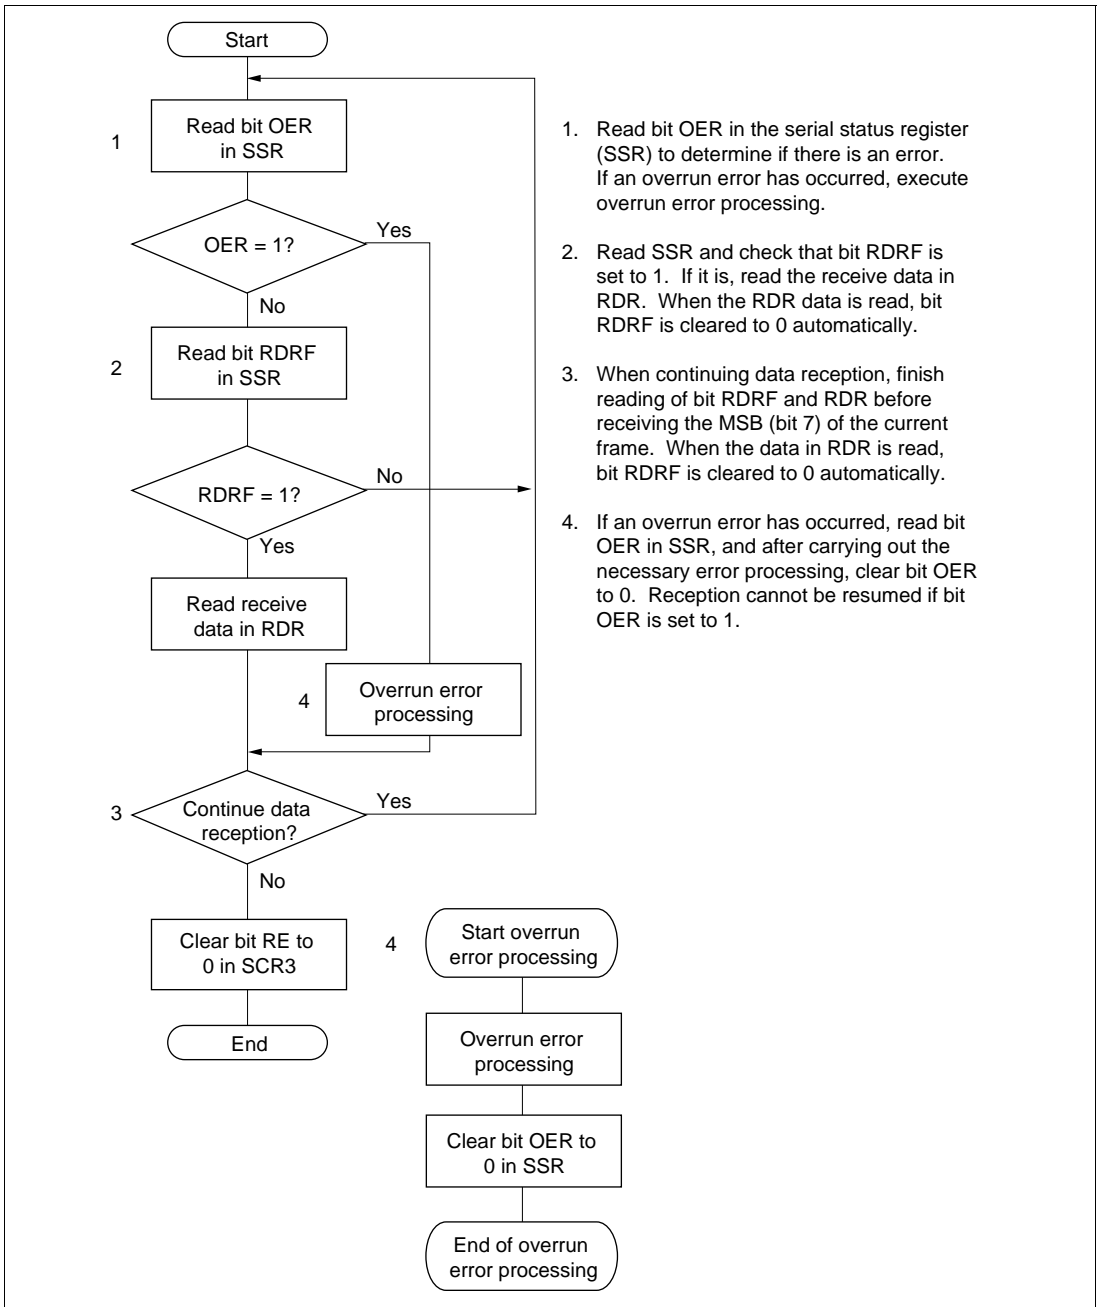 Start
1
Read bit OER
in SSR
OER = 1?
Yes
No
2
Read bit RDRF
in SSR
RDRF = 1?
No
Yes
Read receive
data in RDR
4
Overrun error
processing
3
Continue data
reception?
Yes
No
Clear bit RE to
0 in SCR3
End
4
Start overrun
error processing
Overrun error
processing
Clear bit OER to
0 in SSR
End of overrun
error processing
1. Read bit OER in the serial status register
(SSR) to determine if there is an error.
If an overrun error has occurred, execute
overrun error processing.
2. Read SSR and check that bit RDRF is
set to 1. If it is, read the receive data in
RDR. When the RDR data is read, bit
RDRF is cleared to 0 automatically.
3. When continuing data reception, finish
reading of bit RDRF and RDR before
receiving the MSB (bit 7) of the current
frame. When the data in RDR is read,
bit RDRF is cleared to 0 automatically.
4. If an overrun error has occurred, read bit
OER in SSR, and after carrying out the
necessary error processing, clear bit OER
to 0. Reception cannot be resumed if bit
OER is set to 1.